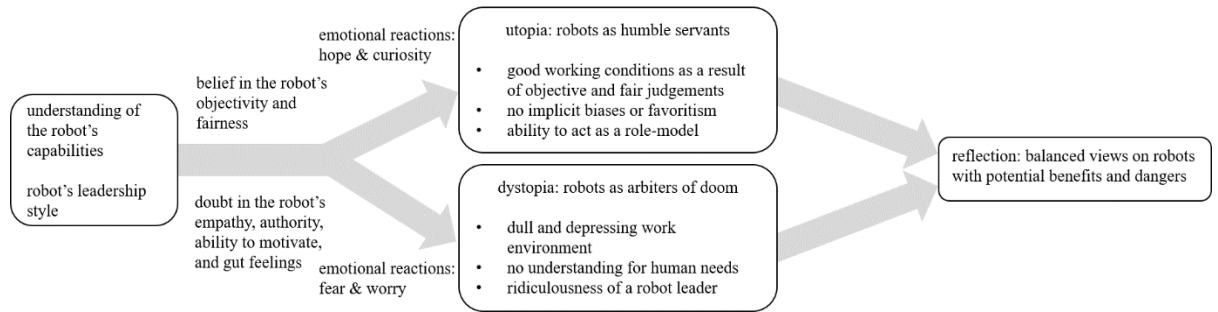 understanding of
the robot's
capabilities
robot's leadership
style
belief in the robot's
objectivity and
fairness
doubt in the robot's
empathy, authority,
ability to motivate,
and gut feelings
emotional reactions:
hope & curiosity
utopia: robots as humble servants
• good working conditions as a result
of objective and fair judgements
• no implicit biases or favoritism
• ability to act as a role-model
emotional reactions:
fear & worry
dystopia: robots as arbiters of doom
• dull and depressing work
environment
• no understanding for human needs
• ridiculousness of a robot leader
reflection: balanced views on robots
with potential benefits and dangers